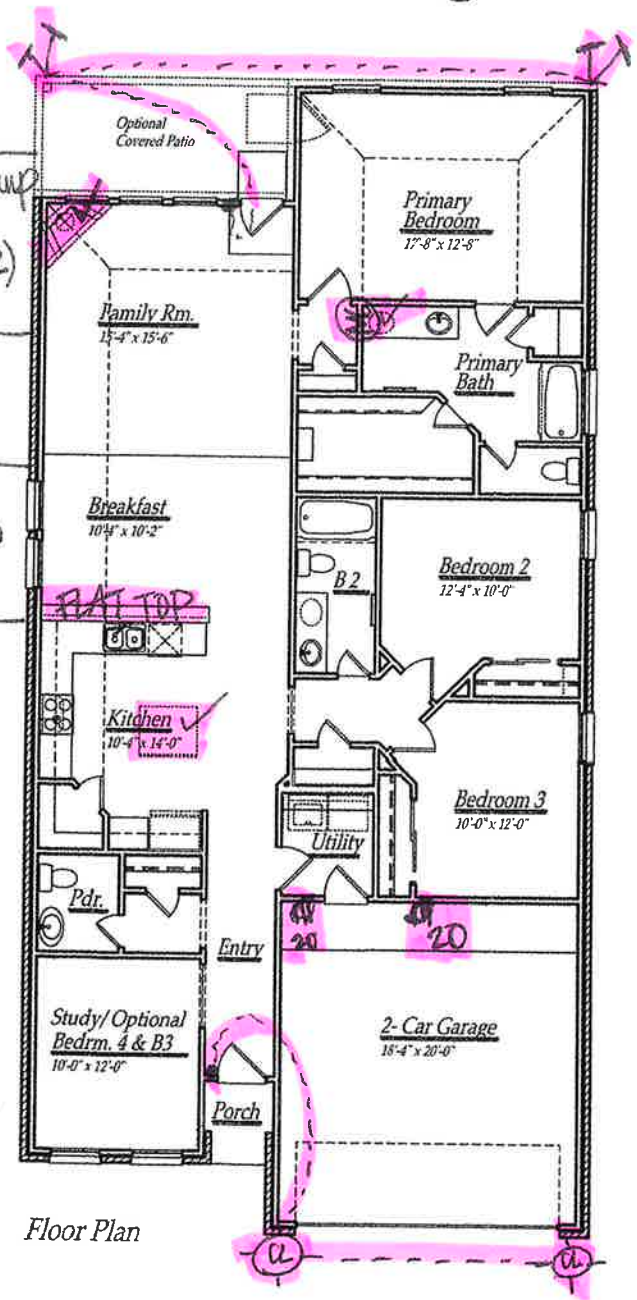 Optional
Covered Patio
Primary
Bedroom
17'-8" x 12'-8"
Family Rm.
15'-4" x 15'-6"
Primary
Bath
Breakfast
10'-4" x 10'-2"
B 2
Bedroom 2
12'-4" x 10'-0"
FLAT TOP
Kitchen
10'-4" x 14'-0"
Bedroom 3
10'-0" x 12'-0"
Utility
Pdr.
20
20
Entry
Study/Optional
Bedrm. 4 & B3
10'-0" x 12'-0"
2- Car Garage
18'-4" x 20'-0"
Porch
Floor Plan